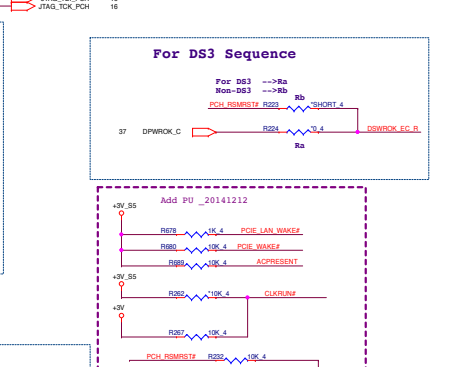 JTAG_TCK_PCH 16
For DS3 Sequence
For DS3 -->Ra
Non-DS3 -->Rb
Rb
PCH_RSMRST# R223 *SHORT_4
37 DPWROK_C R224 *0_4 DSWROK_EC_R
Ra
Add PU _20141212
+3V_S5
R678 1K_4 PCIE_LAN_WAKE#
R680 10K_4 PCIE_WAKE#
R689 10K_4 ACPRESENT
+3V_S5
R262 *10K_4 CLKRUN#
+3V
R267 10K_4
PCH_RSMRST# R232 10K_4